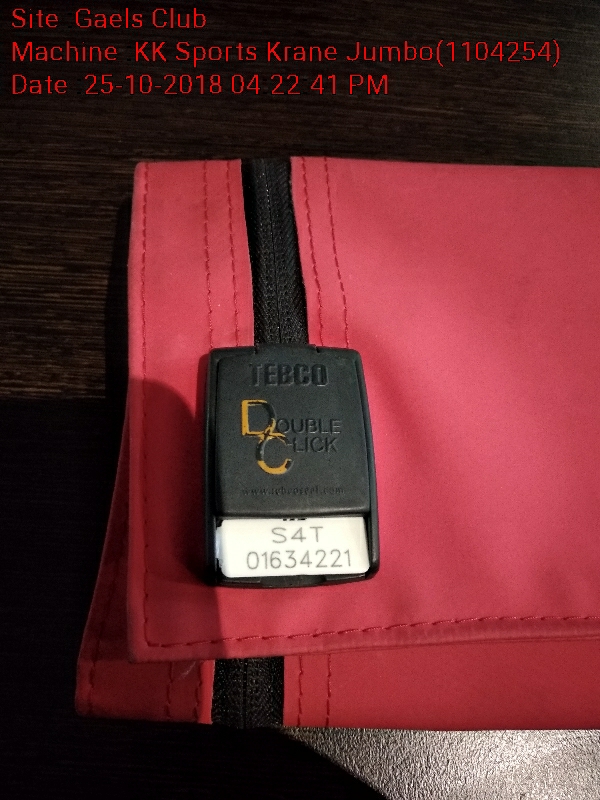 Site Gaels Club
Machine KK Sports Krane Jumbo(1104254)
Date 25-10-2018 04 22 41 PM
TEBCO
DOUBLE
CLICK
S4T
01634221